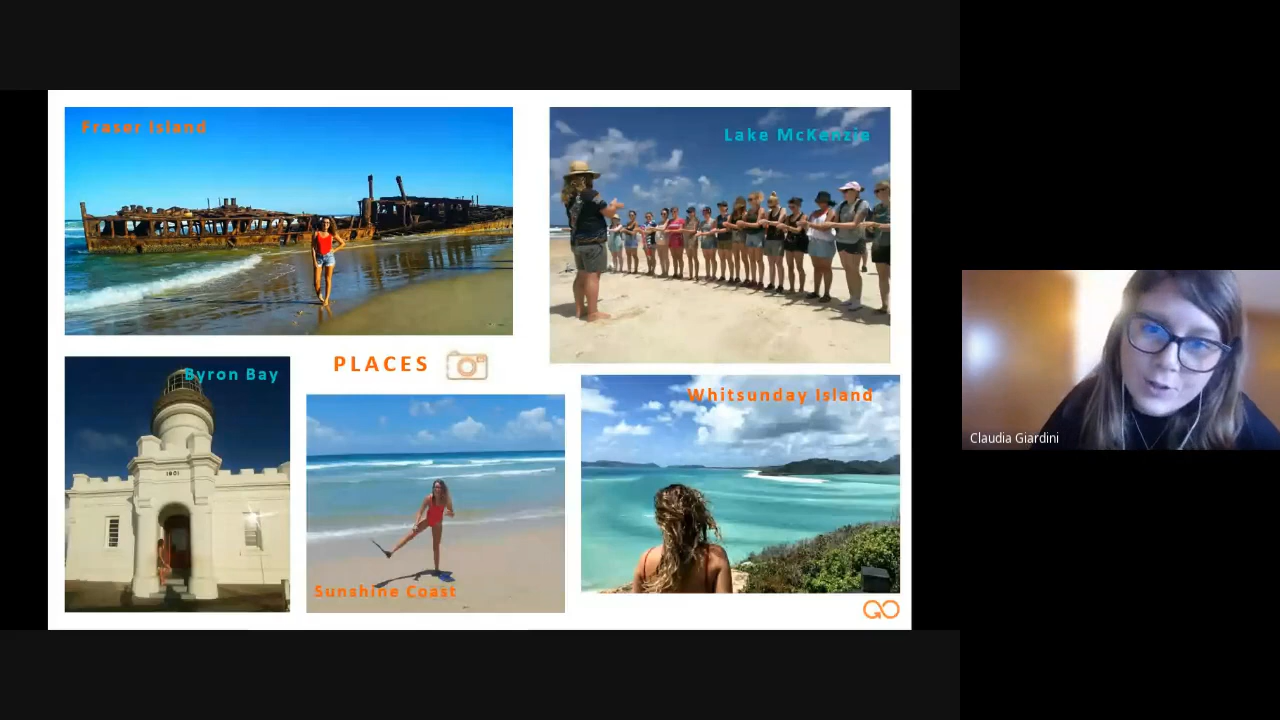 Fraser Island
Lake McKenzie
PLACES
Byron Bay
1901
Whitsunday Island
Sunshine Coast
Claudia Giardini